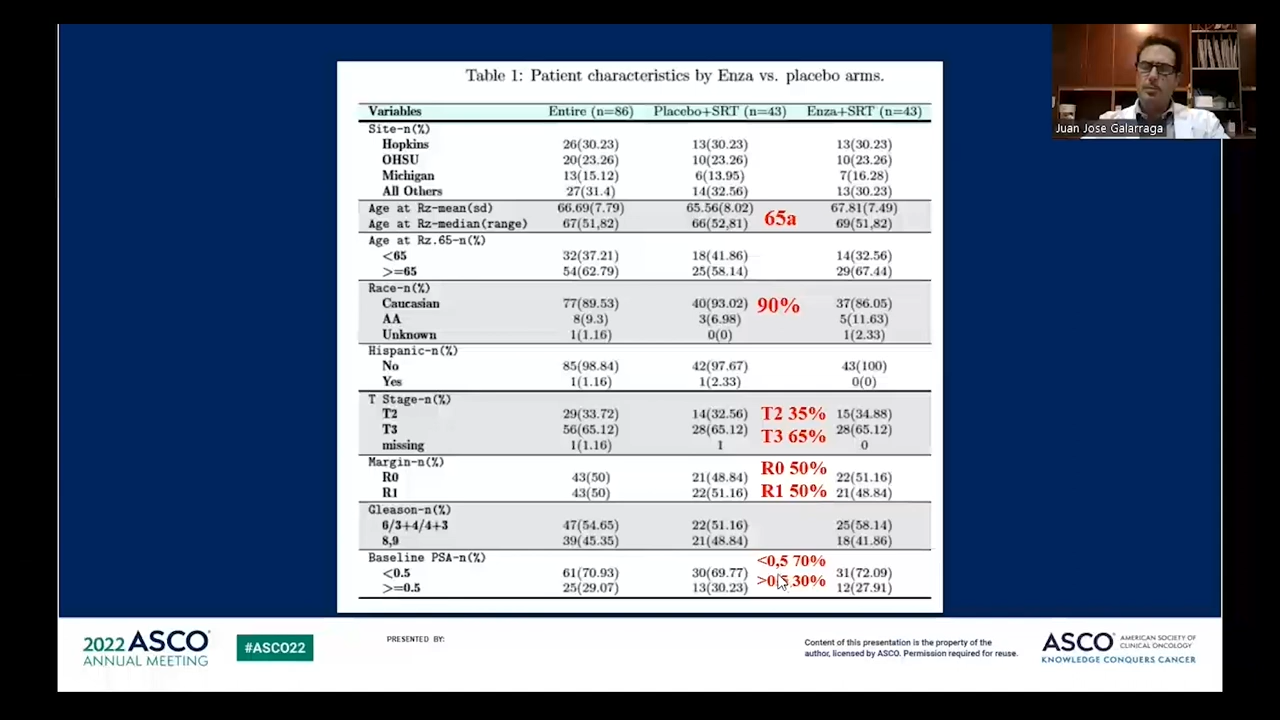 Table 1: Patient characteristics by Enza vs. placebo arms.
Variables Entire (n=86) Placebo+SRT (n=43) Enza+SRT (n=43)
Site-n(%)
Hopkins 26(30.23) 13(30.23) 13(30.23)
OHSU 20(23.26) 10(23.26) 10(23.26)
Michigan 13(15.12) 6(13.95) 7(16.28)
All Others 27(31.4) 14(32.56) 13(30.23)
Age at Rz-mean(sd) 66.69(7.79) 65.56(8.02) 67.81(7.49)
65a
Age at Rz-median(range) 67(51,82) 66(52,81) 69(51,82)
Age at Rz.65-n(%)
<65 32(37.21) 18(41.86) 14(32.56)
>=65 54(62.79) 25(58.14) 29(67.44)
Race-n(%)
Caucasian 77(89.53) 40(93.02) 90% 37(86.05)
AA 8(9.3) 3(6.98) 5(11.63)
Unknown 1(1.16) 0(0) 1(2.33)
Hispanic-n(%)
No 85(98.84) 42(97.67) 43(100)
Yes 1(1.16) 1(2.33) 0(0)
T Stage-n(%)
T2 29(33.72) 14(32.56) T2 35% 15(34.88)
T3 56(65.12) 28(65.12) T3 65% 28(65.12)
missing 1(1.16) 1 0
Margin-n(%)
R0 43(50) 21(48.84) R0 50% 22(51.16)
R1 43(50) 22(51.16) R1 50% 21(48.84)
Gleason-n(%)
6/3+4/4+3 47(54.65) 22(51.16) 25(58.14)
8,9 39(45.35) 21(48.84) 18(41.86)
Baseline PSA-n(%)
<0.5 61(70.93) 30(69.77) <0,5 70% 31(72.09)
>=0.5 25(29.07) 13(30.23) >0,5 30% 12(27.91)
Juan Jose Galarraga
2022 ASCO
ANNUAL MEETING
#ASCO22
PRESENTED BY:
Content of this presentation is the property of the
author, licensed by ASCO. Permission required for reuse.
ASCO AMERICAN SOCIETY OF
CLINICAL ONCOLOGY
KNOWLEDGE CONQUERS CANCER